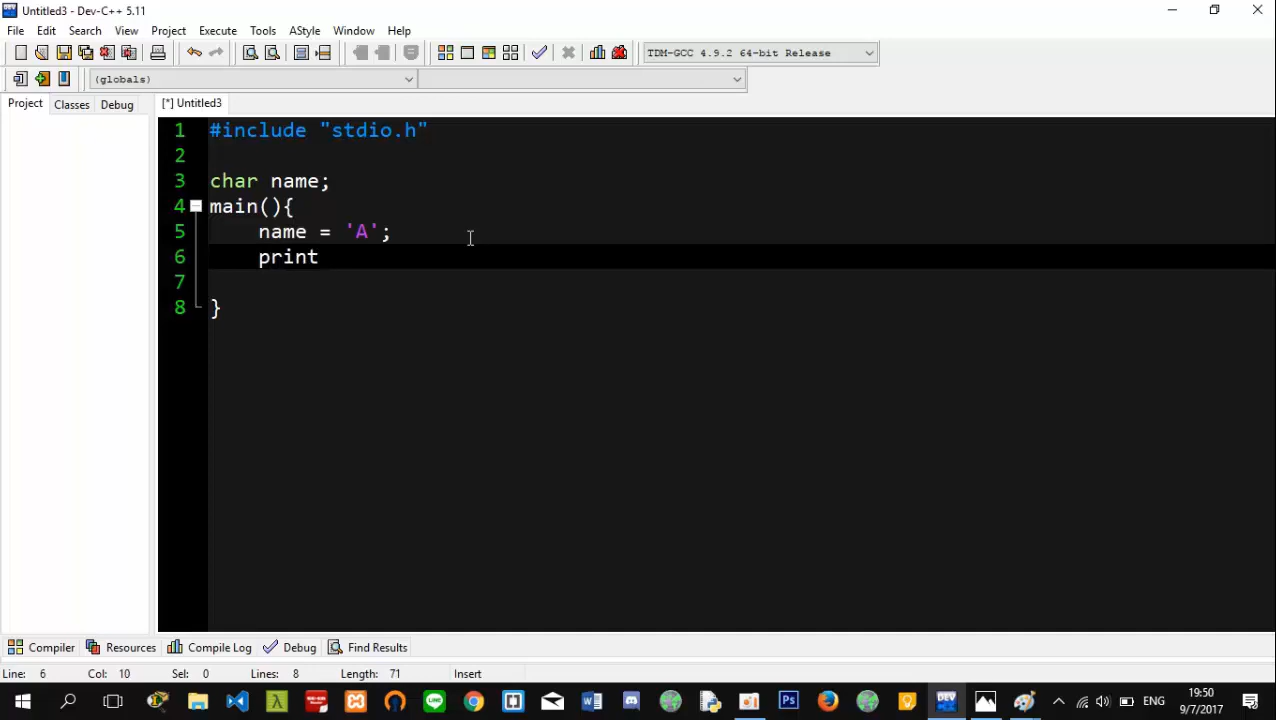 Untitled3 - Dev-C++ 5.11
File Edit Search View Project Execute Tools AStyle Window Help
TDM-GCC 4.9.2 64-bit Release
(globals)
Project Classes Debug [*] Untitled3
1 #include "stdio.h"
2
3 char name;
4 main(){
5 name = 'A';
6 print
7
8 }
Compiler Resources Compile Log Debug Find Results
Line: 6 Col: 10 Sel: 0 Lines: 8 Length: 71 Insert
19:50
ENG
9/7/2017